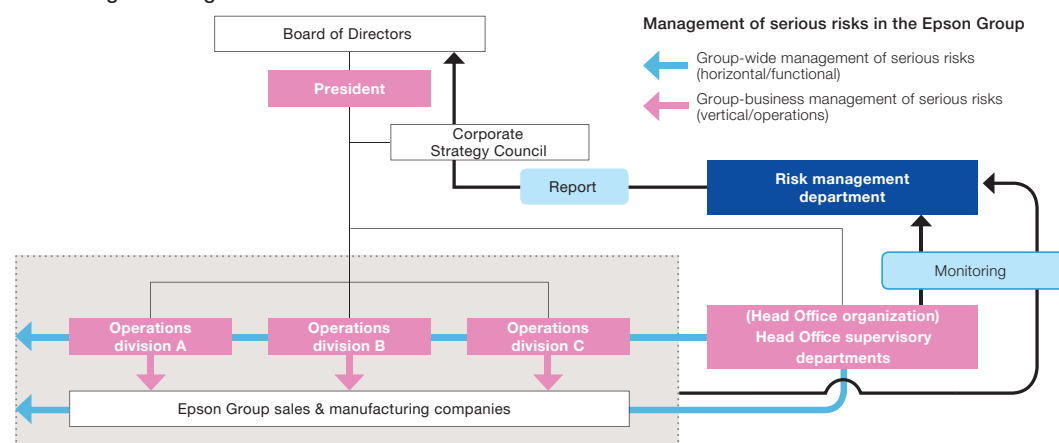 Board of Directors
President
Corporate
Strategy Council
Report
Management of serious risks in the Epson Group
Group-wide management of serious risks
(horizontal/functional)
Group-business management of serious risks
(vertical/operations)
Risk management
department
Monitoring
Operations
division A
Operations
division B
Operations
division C
(Head Office organization)
Head Office supervisory
departments
Epson Group sales & manufacturing companies